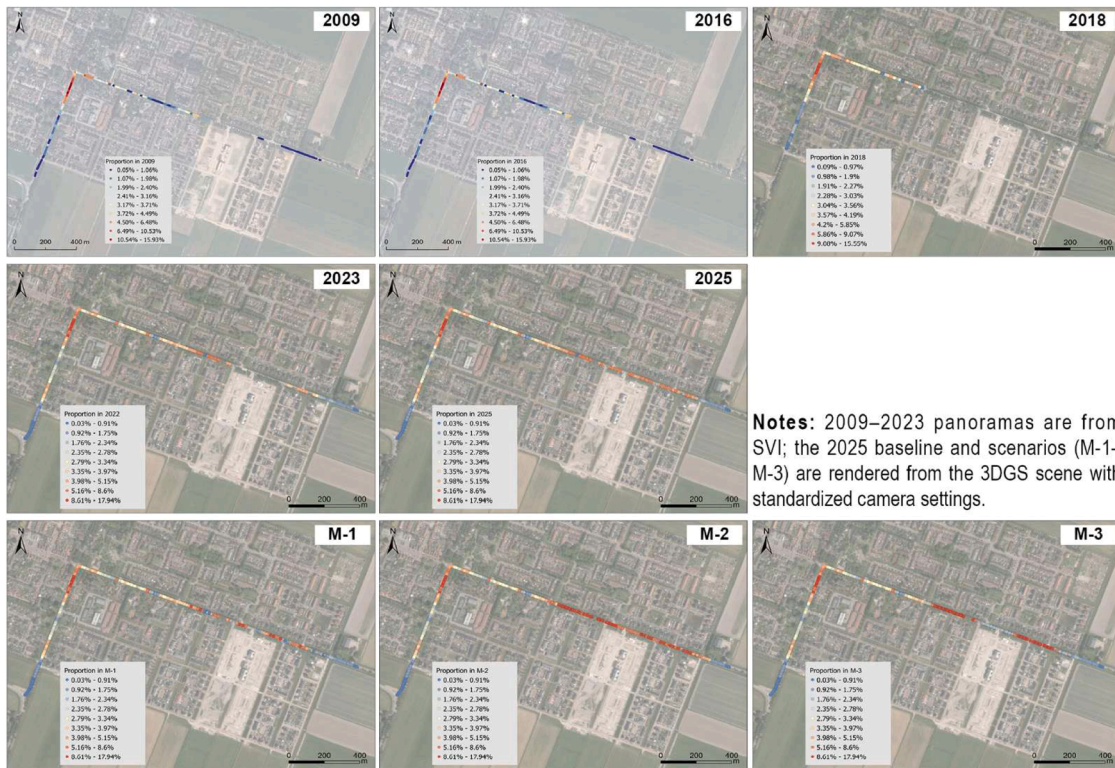 2009
N
Proportion in 2009
0.05% - 1.06%
1.07% - 1.98%
1.99% - 2.40%
2.41% - 3.16%
3.17% - 3.71%
3.72% - 4.49%
4.50% - 6.48%
6.49% - 10.53%
10.54% - 15.93%
0 200 400 m
2016
N
Proportion in 2016
0.05% - 1.06%
1.07% - 1.98%
1.99% - 2.40%
2.41% - 3.16%
3.17% - 3.71%
3.72% - 4.49%
4.50% - 6.48%
6.49% - 10.53%
10.54% - 15.93%
0 200 400 m
2018
N
Proportion in 2018
0.09% - 0.97%
0.98% - 1.9%
1.91% - 2.27%
2.28% - 3.03%
3.04% - 3.56%
3.57% - 4.19%
4.2% - 5.85%
5.86% - 9.07%
9.08% - 15.55%
200 400 m
2023
N
Proportion in 2022
0.03% - 0.91%
0.92% - 1.75%
1.76% - 2.34%
2.35% - 2.78%
2.79% - 3.34%
3.35% - 3.97%
3.98% - 5.15%
5.16% - 8.6%
8.61% - 17.94%
0 200 400 m
2025
N
Proportion in 2025
0.03% - 0.91%
0.92% - 1.75%
1.76% - 2.34%
2.35% - 2.78%
2.79% - 3.34%
3.35% - 3.97%
3.98% - 5.15%
5.16% - 8.6%
8.61% - 17.94%
0 200 400 m
Notes: 2009–2023 panoramas are from
SVI; the 2025 baseline and scenarios (M-1-
M-3) are rendered from the 3DGS scene with
standardized camera settings.
M-1
N
Proportion in M-1
0.03% - 0.91%
0.92% - 1.75%
1.76% - 2.34%
2.35% - 2.78%
2.79% - 3.34%
3.35% - 3.97%
3.98% - 5.15%
5.16% - 8.6%
8.61% - 17.94%
0 200 400 m
M-2
N
Proportion in M-2
0.03% - 0.91%
0.92% - 1.75%
1.76% - 2.34%
2.35% - 2.78%
2.79% - 3.34%
3.35% - 3.97%
3.98% - 5.15%
5.16% - 8.6%
8.61% - 17.94%
0 200 400 m
M-3
N
Proportion in M-3
0.03% - 0.91%
0.92% - 1.75%
1.76% - 2.34%
2.35% - 2.78%
2.79% - 3.34%
3.35% - 3.97%
3.98% - 5.15%
5.16% - 8.6%
8.61% - 17.94%
0 200 400 m